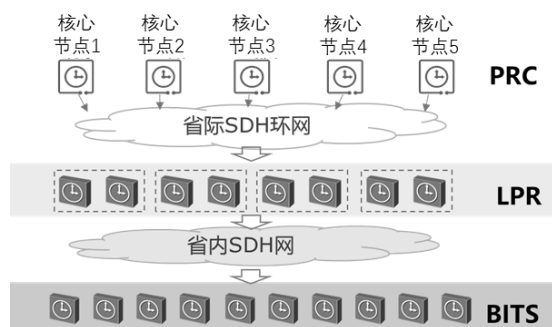 核心 核心 核心 核心 核心
节点1 节点2 节点3 节点4 节点5
PRC
省际SDH环网
LPR
省内SDH网
BITS